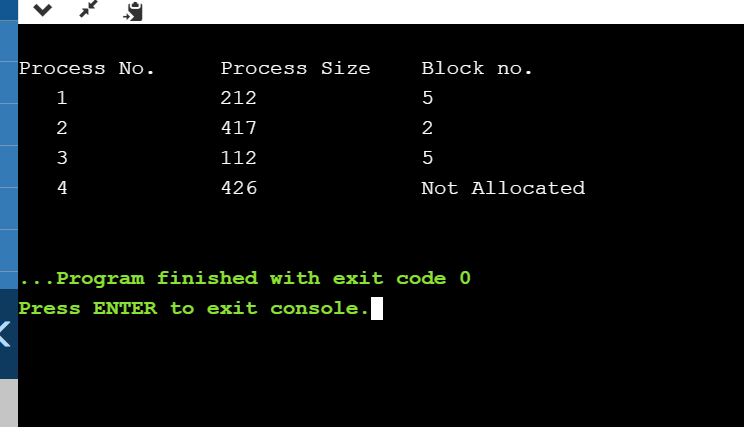 Process No. Process Size Block no.
1 212 5
2 417 2
3 112 5
4 426 Not Allocated
...Program finished with exit code 0
Press ENTER to exit console.